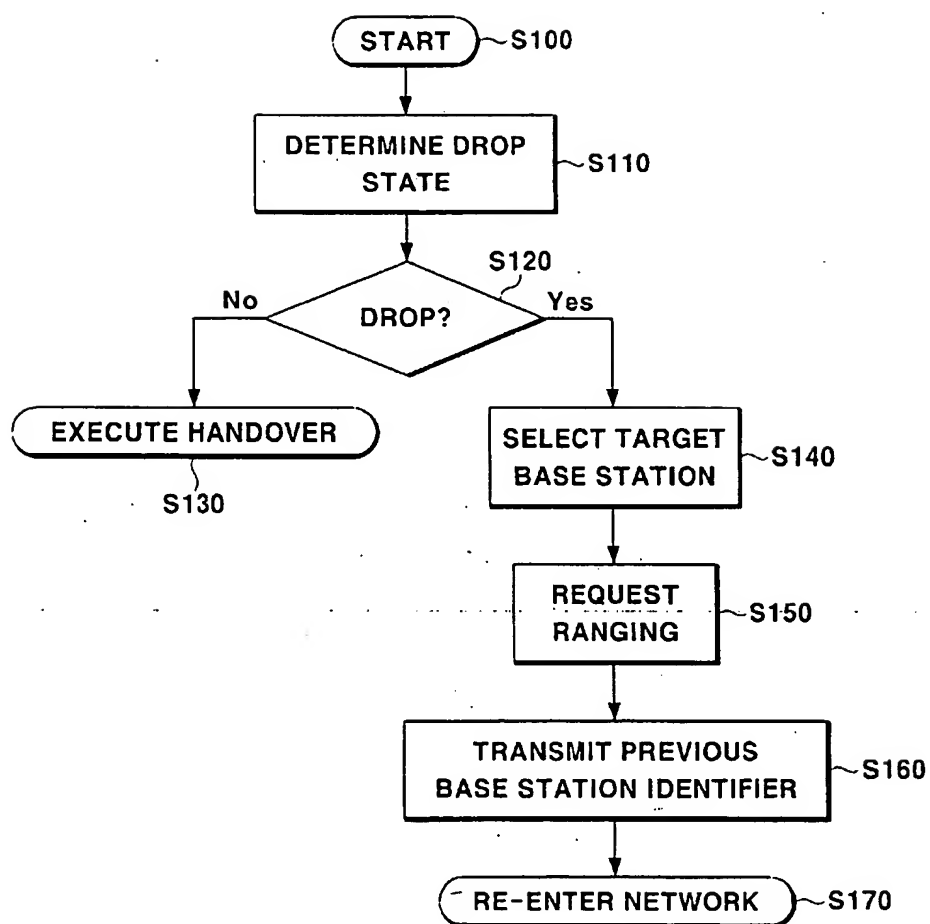 START
S100
DETERMINE DROP
STATE
S110
S120
No
Yes
DROP?
EXECUTE HANDOVER
S130
SELECT TARGET
BASE STATION
S140
REQUEST
RANGING
S150
TRANSMIT PREVIOUS
BASE STATION IDENTIFIER
S160
RE-ENTER NETWORK
S170